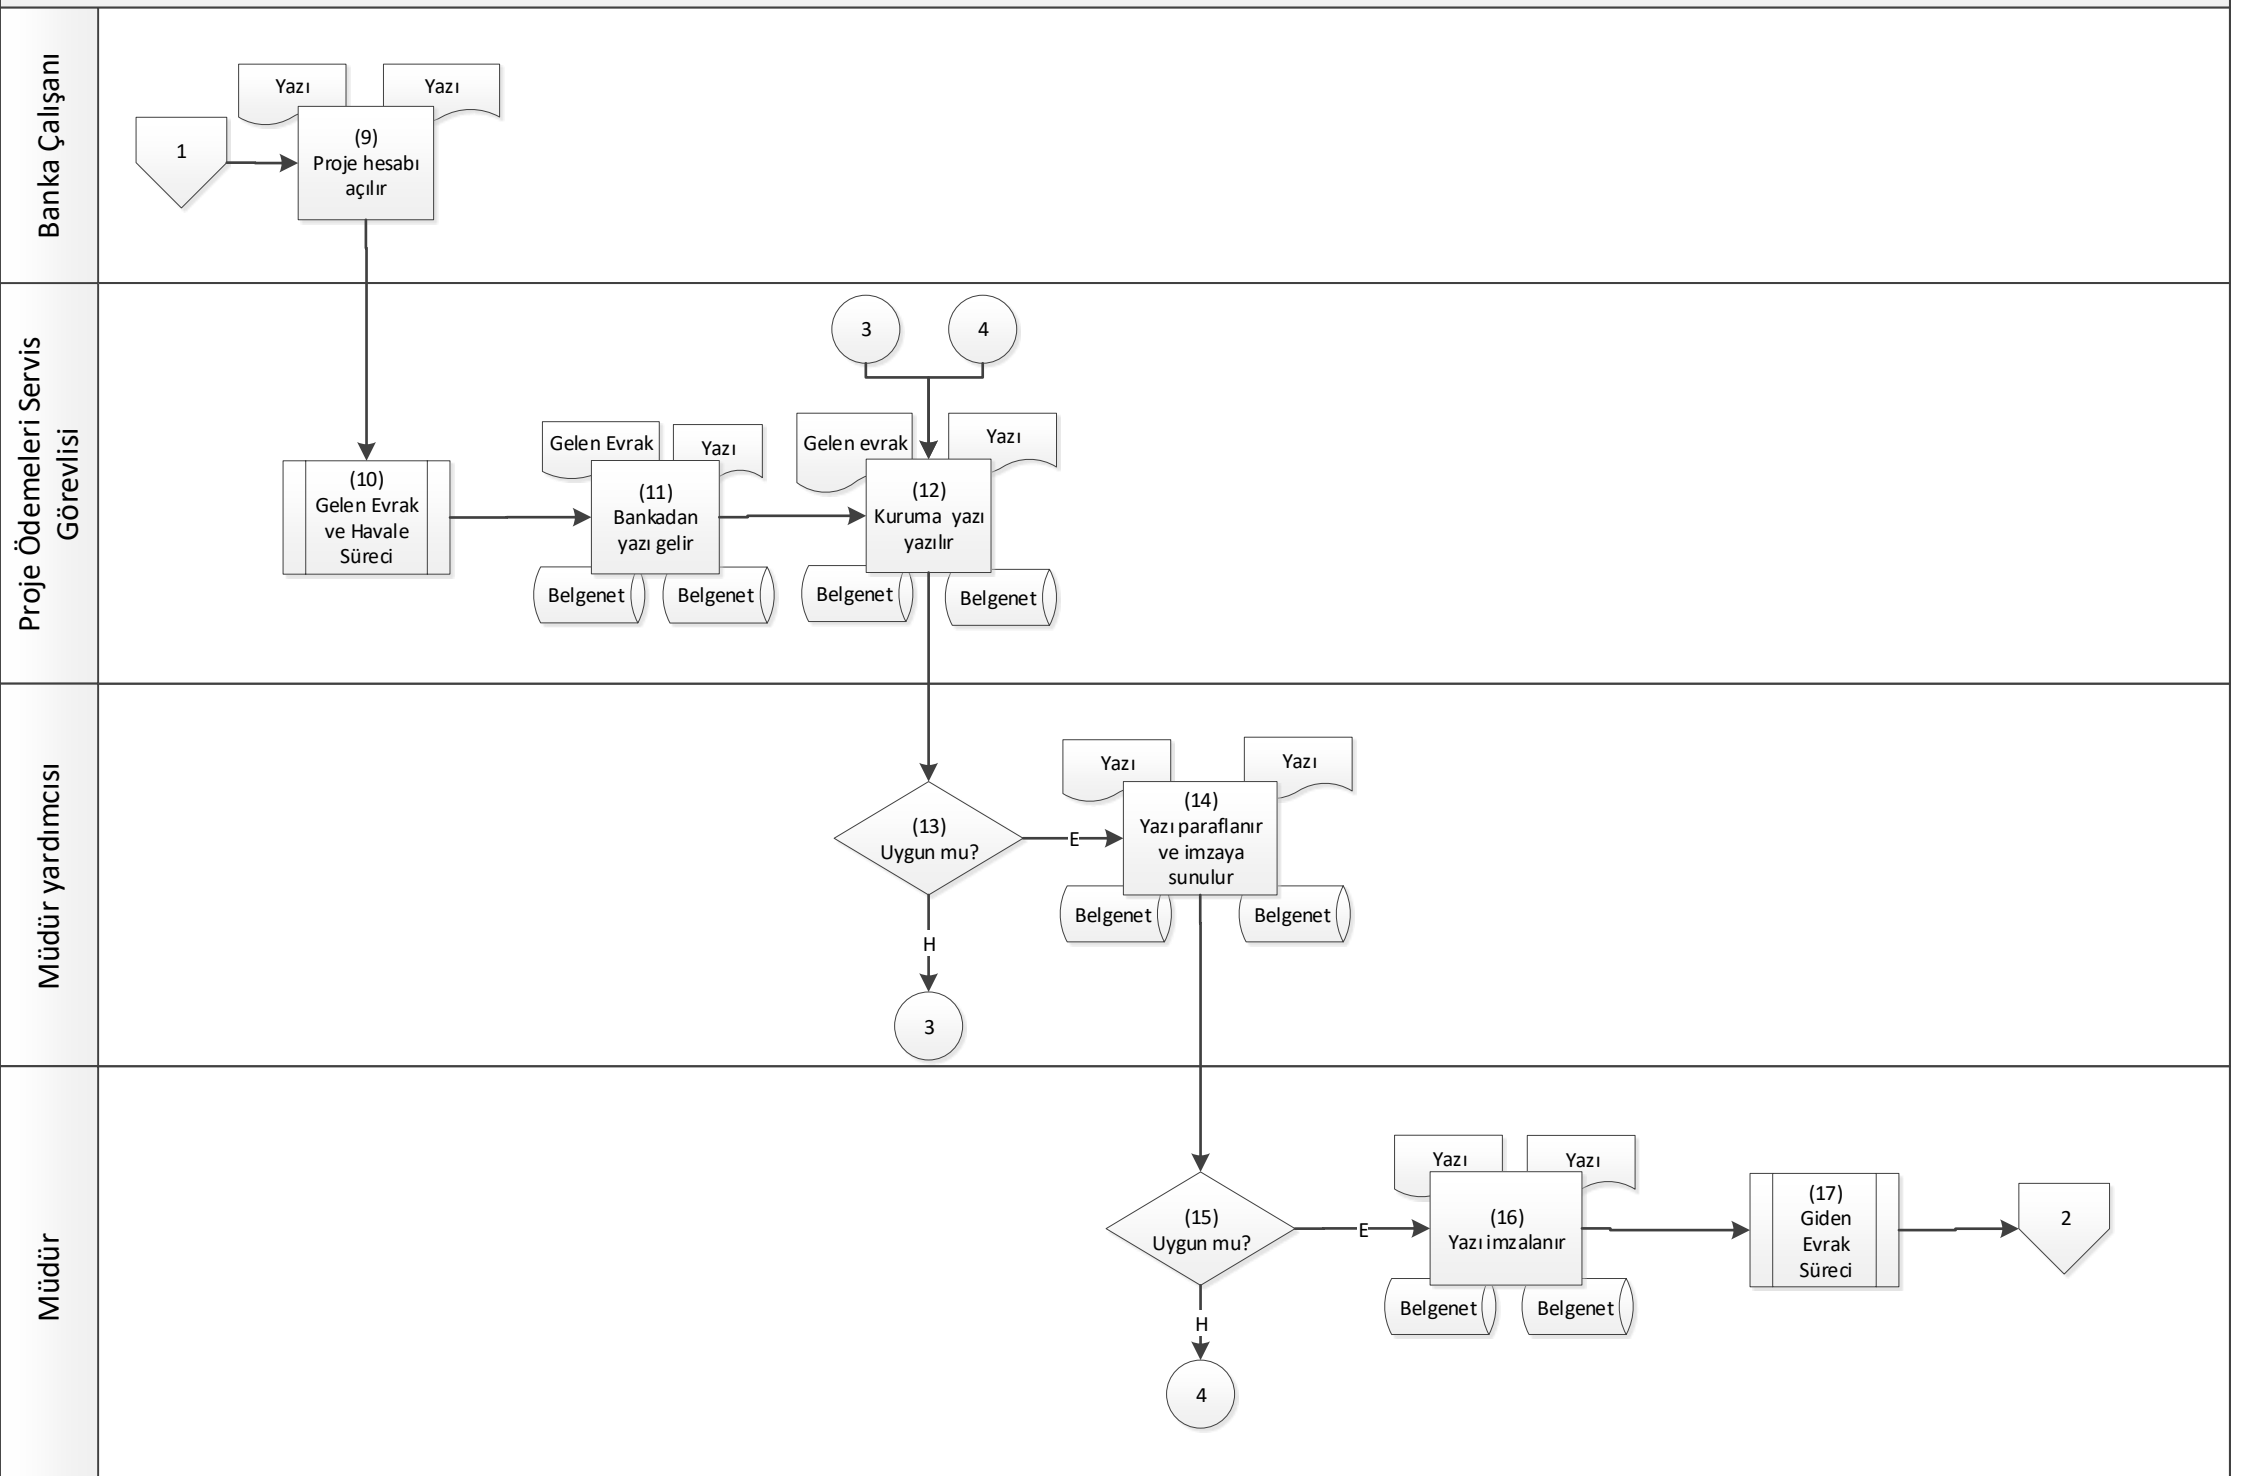 Banka Çalışanı
Yazı
Yazı
1
(9)
Proje hesabı
açılır
Proje Ödemeleri Servis
Görevlisi
3
4
(10)
Gelen Evrak
ve Havale
Süreci
Gelen Evrak
Yazı
(11)
Bankadan
yazı gelir
Belgenet
Belgenet
Gelen evrak
Yazı
(12)
Kuruma  yazı
yazılır
Belgenet
Belgenet
Müdür yardımcısı
(13)
Uygun mu?
E
H
3
Yazı
Yazı
(14)
Yazı paraflanır
ve imzaya
sunulur
Belgenet
Belgenet
Müdür
(15)
Uygun mu?
E
H
4
Yazı
Yazı
(16)
Yazı imzalanır
Belgenet
Belgenet
(17)
Giden
Evrak
Süreci
2